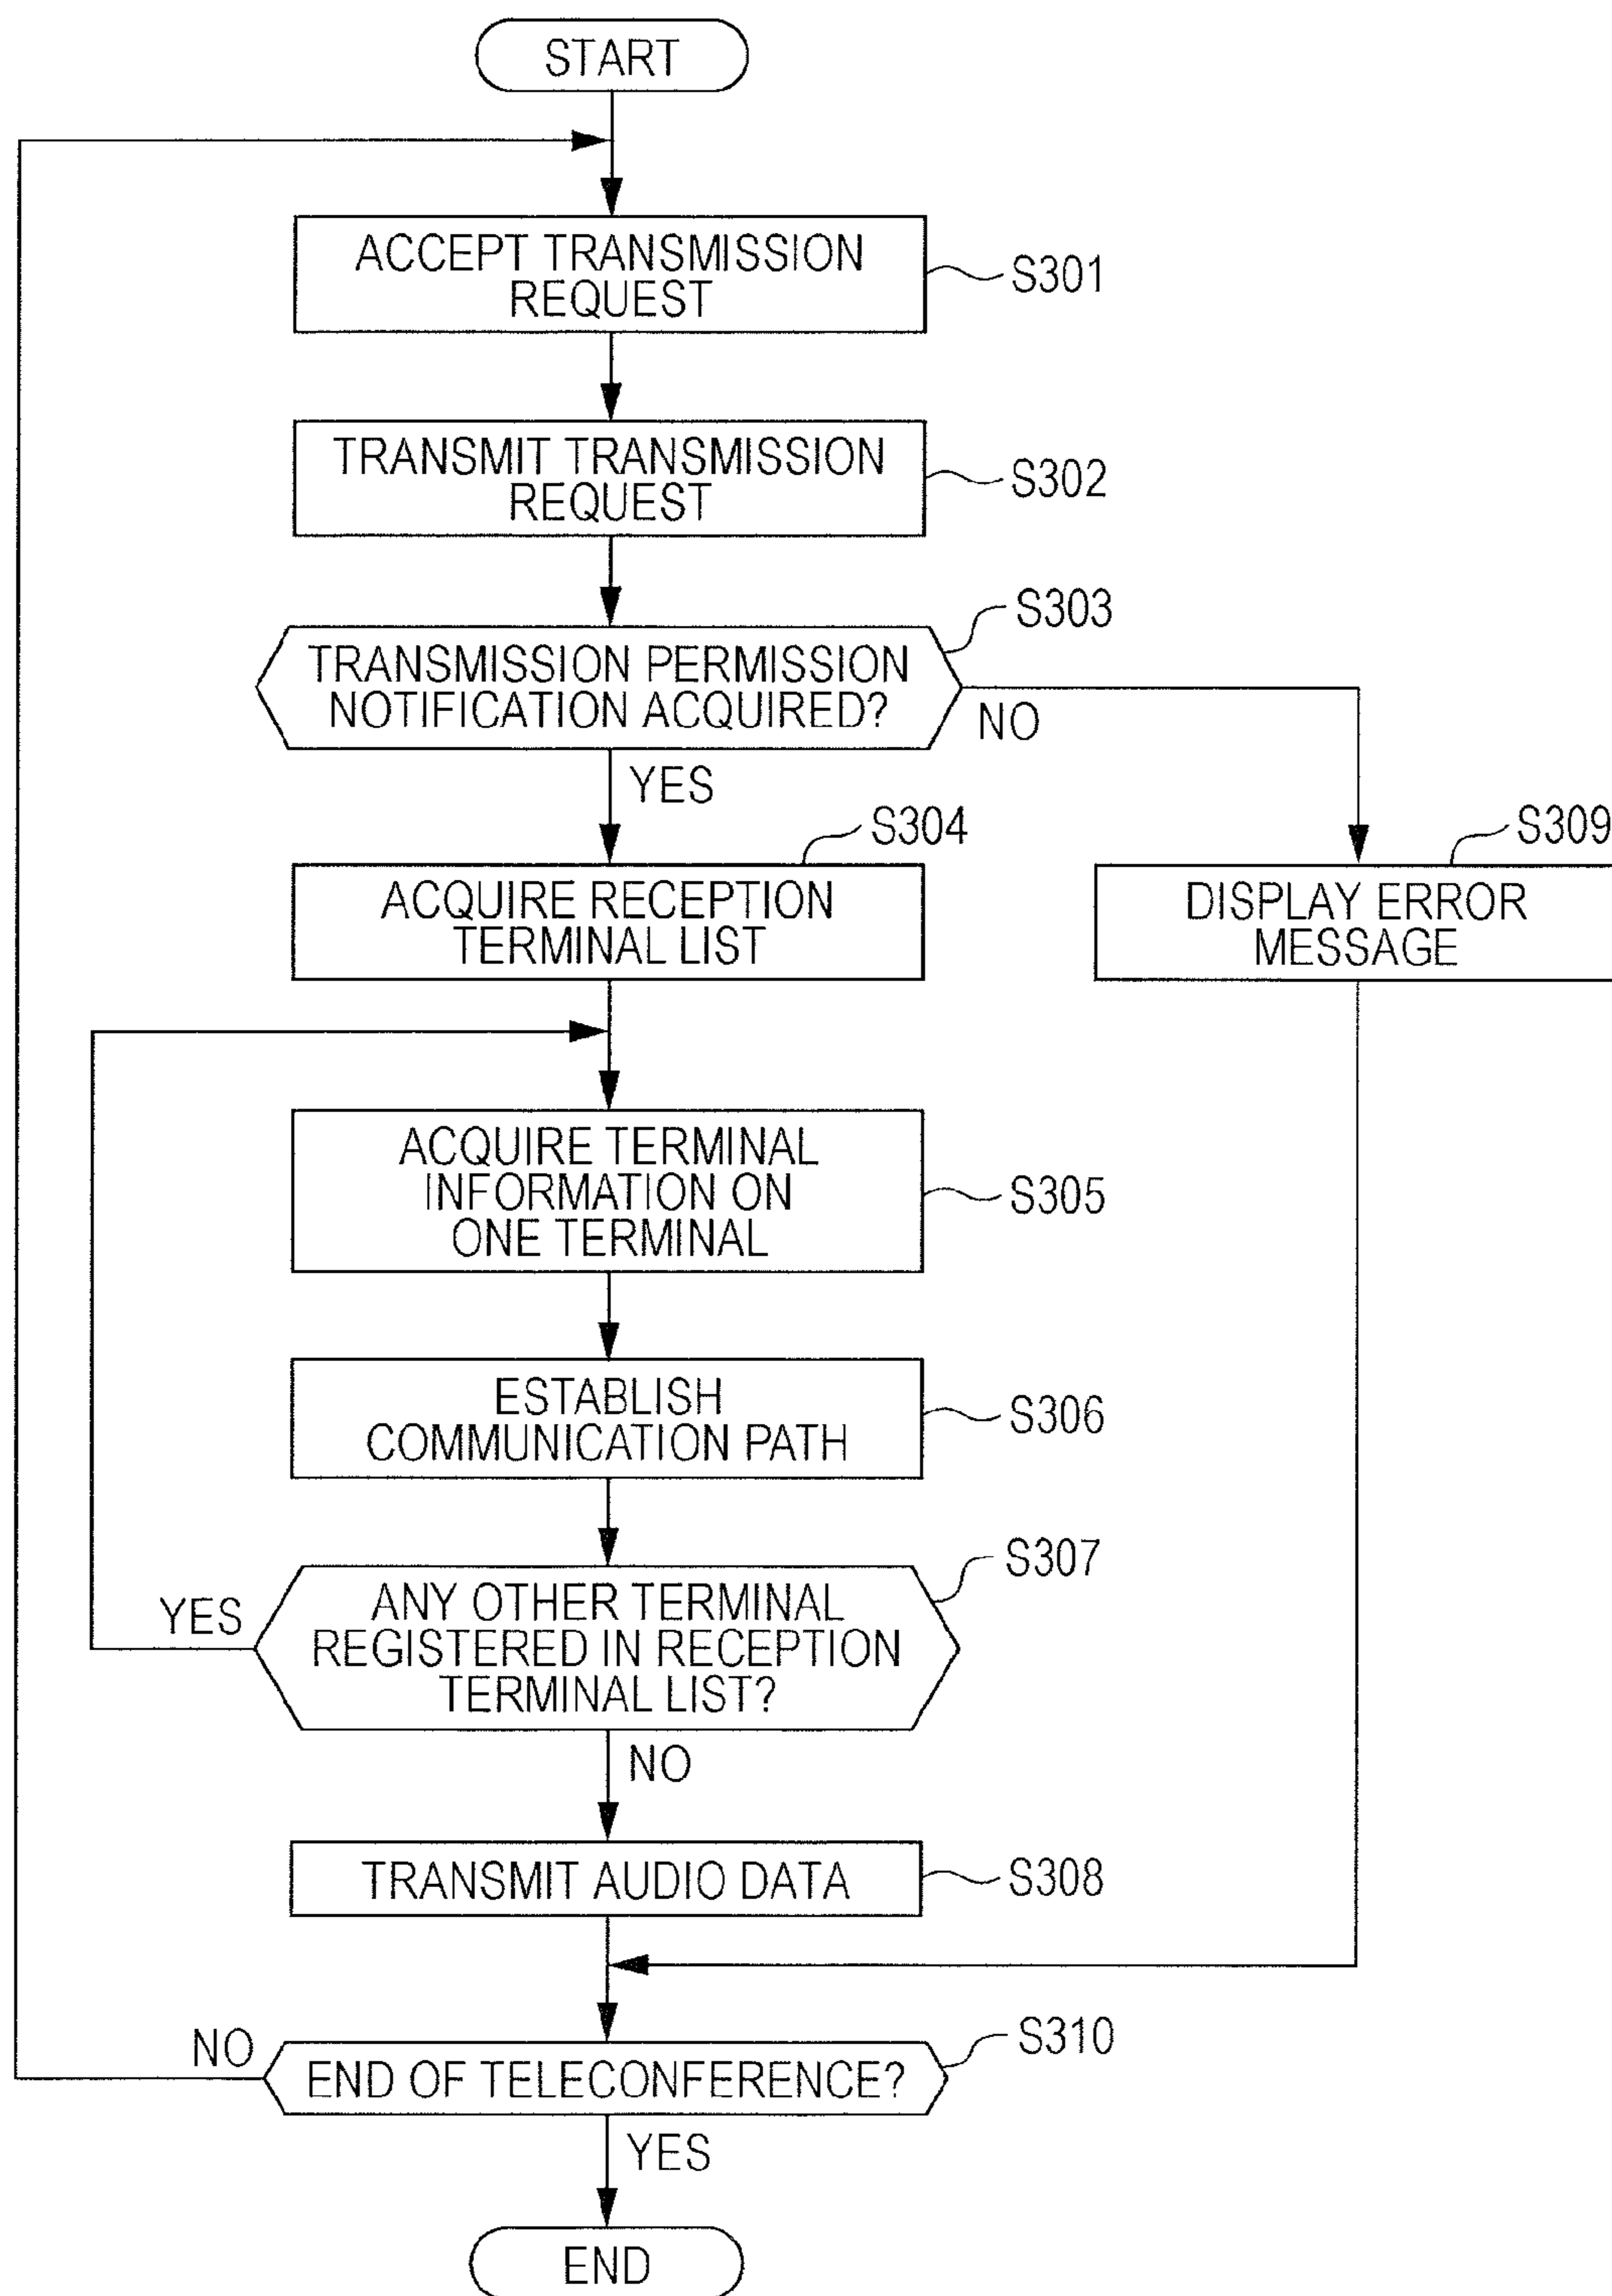 START
ACCEPT TRANSMISSION
REQUEST
S301
TRANSMIT TRANSMISSION
REQUEST
S302
S303
TRANSMISSION PERMISSION
NOTIFICATION ACQUIRED?
NO
YES
S304
ACQUIRE RECEPTION
TERMINAL LIST
S309
DISPLAY ERROR
MESSAGE
ACQUIRE TERMINAL
INFORMATION ON
ONE TERMINAL
S305
ESTABLISH
COMMUNICATION PATH
S306
S307
ANY OTHER TERMINAL
REGISTERED IN RECEPTION
TERMINAL LIST?
YES
NO
TRANSMIT AUDIO DATA
S308
S310
NO
END OF TELECONFERENCE?
YES
END